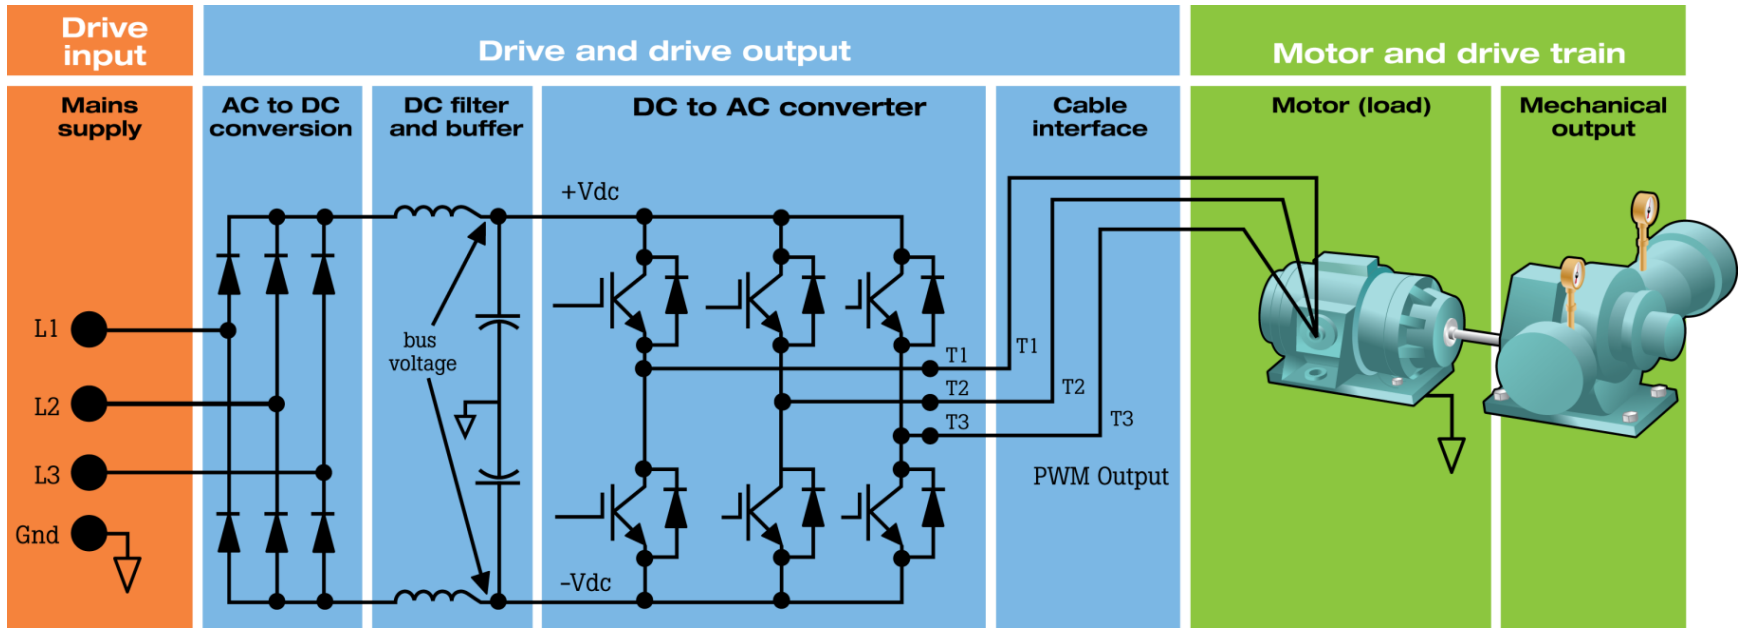 Drive
input
Drive and drive output
Motor and drive train
Mains
supply
AC to DC
conversion
DC filter
and buffer
DC to AC converter
Cable
interface
Motor (load)
Mechanical
output
+Vdc
L1
L2
L3
Gnd
bus
voltage
T1
T2
T3
T1
T2
T3
PWM Output
−Vdc